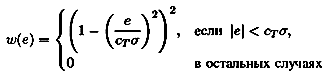 w(e) = { (1 − (e / c_T σ)²)², если |e| < c_T σ,
0 в остальных случаях